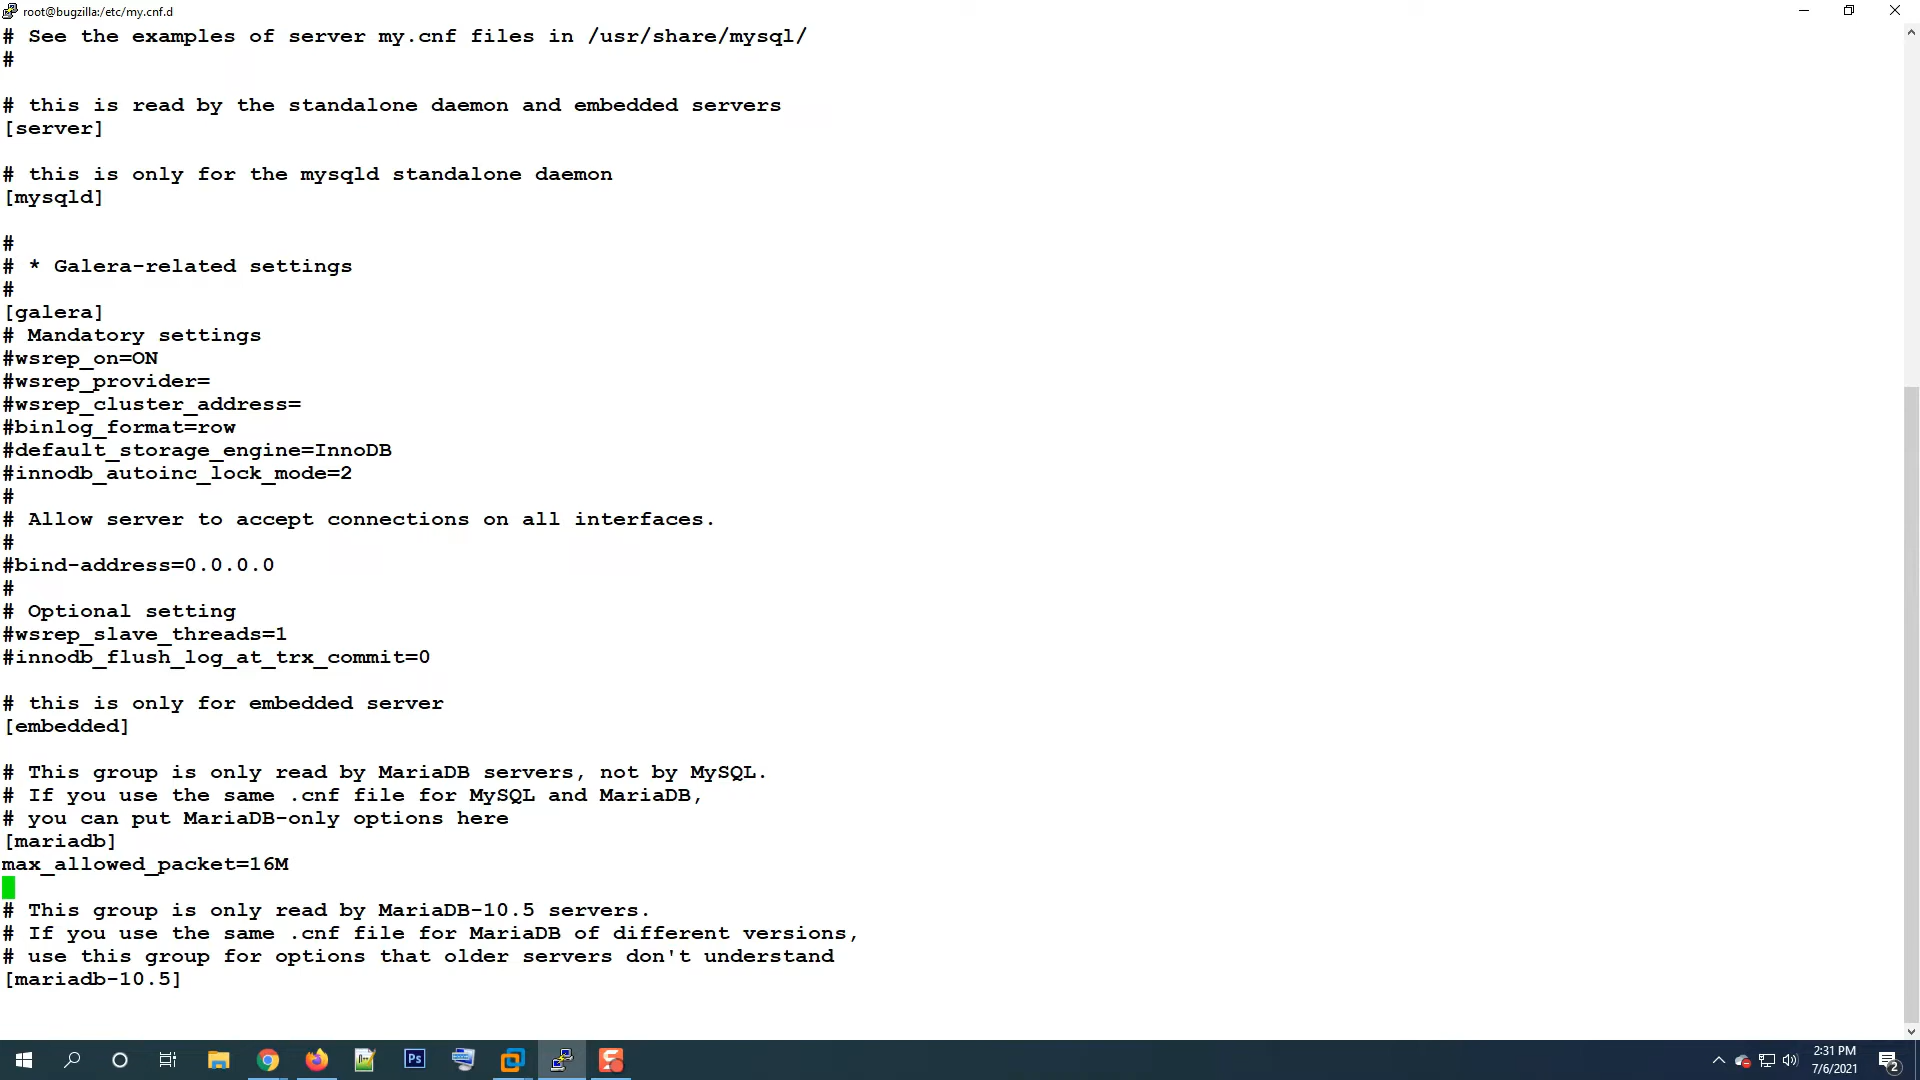 root@bugzilla:/etc/my.cnf.d
# See the examples of server my.cnf files in /usr/share/mysql/
#
# this is read by the standalone daemon and embedded servers
[server]
# this is only for the mysqld standalone daemon
[mysqld]
#
# * Galera-related settings
#
[galera]
# Mandatory settings
#wsrep_on=ON
#wsrep_provider=
#wsrep_cluster_address=
#binlog_format=row
#default_storage_engine=InnoDB
#innodb_autoinc_lock_mode=2
#
# Allow server to accept connections on all interfaces.
#
#bind-address=0.0.0.0
#
# Optional setting
#wsrep_slave_threads=1
#innodb_flush_log_at_trx_commit=0
# this is only for embedded server
[embedded]
# This group is only read by MariaDB servers, not by MySQL.
# If you use the same .cnf file for MySQL and MariaDB,
# you can put MariaDB-only options here
[mariadb]
max_allowed_packet=16M
# This group is only read by MariaDB-10.5 servers.
# If you use the same .cnf file for MariaDB of different versions,
# use this group for options that older servers don't understand
[mariadb-10.5]
Ps
2:31 PM
7/6/2021
2